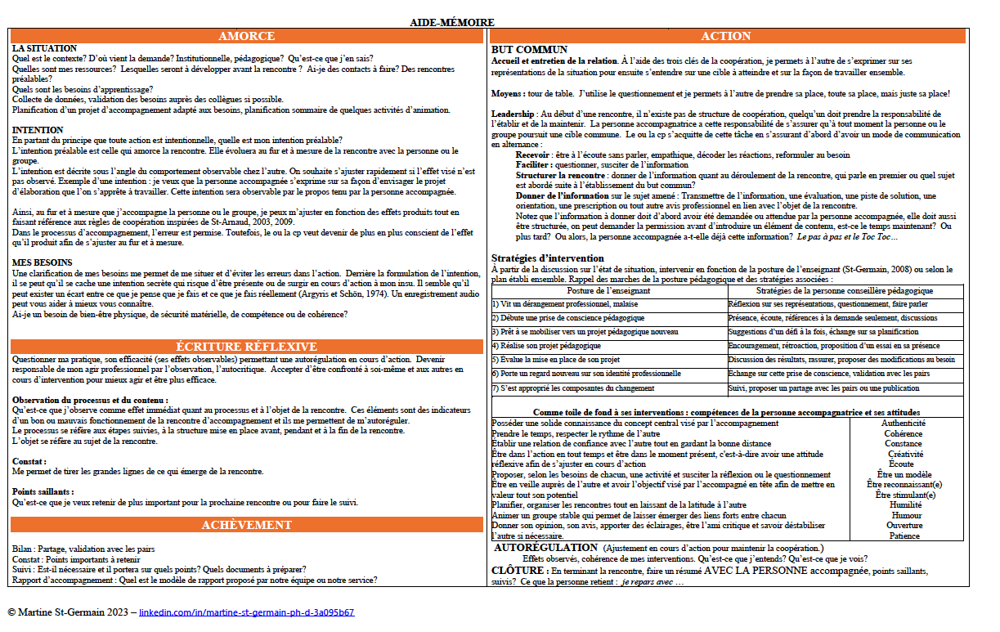 AIDE-MÉMOIRE
AMORCE
LA SITUATION
Quel est le contexte? D'où vient la demande? Institutionnelle, pédagogique?  Qu'est-ce que j'en sais?
Quelles sont mes ressources?  Lesquelles seront à développer avant la rencontre ?  Ai-je des contacts à faire? Des rencontres
préalables?
Quels sont les besoins d'apprentissage?
Collecte de données, validation des besoins auprès des collègues si possible.
Planification d'un projet d'accompagnement adapté aux besoins, planification sommaire de quelques activités d'animation.
INTENTION
En partant du principe que toute action est intentionnelle, quelle est mon intention préalable?
L'intention préalable est celle qui amorce la rencontre. Elle évoluera au fur et à mesure de la rencontre avec la personne ou le
groupe.
L'intention est décrite sous l'angle du comportement observable chez l'autre. On souhaite s'ajuster rapidement si l'effet visé n'est
pas observé. Exemple d'une intention : je veux que la personne accompagnée s'exprime sur sa façon d'envisager le projet
d'élaboration que l'on s'apprête à travailler. Cette intention sera observable par le propos tenu par la personne accompagnée.
Ainsi, au fur et à mesure que j'accompagne la personne ou le groupe, je peux m'ajuster en fonction des effets produits tout en
faisant référence aux règles de coopération inspirées de St-Arnaud, 2003, 2009.
Dans le processus d'accompagnement, l'erreur est permise. Toutefois, le ou la cp veut devenir de plus en plus conscient de l'effet
qu'il produit afin de s'ajuster au fur et à mesure.
MES BESOINS
Une clarification de mes besoins me permet de me situer et d'éviter les erreurs dans l'action.  Derrière la formulation de l'intention,
il se peut qu'il se cache une intention secrète qui risque d'être présente ou de surgir en cours d'action à mon insu. Il semble qu'il
peut exister un écart entre ce que je pense que je fais et ce que je fais réellement (Argyris et Schön, 1974). Un enregistrement audio
peut vous aider à mieux vous connaître.
Ai-je un besoin de bien-être physique, de sécurité matérielle, de compétence ou de cohérence?
ÉCRITURE RÉFLEXIVE
Questionner ma pratique, son efficacité (ses effets observables) permettant une autorégulation en cours d'action.  Devenir
responsable de mon agir professionnel par l'observation, l'autocritique.  Accepter d'être confronté à soi-même et aux autres en
cours d'intervention pour mieux agir et être plus efficace.
Observation du processus et du contenu :
Qu'est-ce que j'observe comme effet immédiat quant au processus et à l'objet de la rencontre.  Ces éléments sont des indicateurs
d'un bon ou mauvais fonctionnement de la rencontre d'accompagnement et ils me permettent de m'autoréguler.
Le processus se réfère aux étapes suivies, à la structure mise en place avant, pendant et à la fin de la rencontre.
L'objet se réfère au sujet de la rencontre.
Constat :
Me permet de tirer les grandes lignes de ce qui émerge de la rencontre.
Points saillants :
Qu'est-ce que je veux retenir de plus important pour la prochaine rencontre ou pour faire le suivi.
ACHÈVEMENT
Bilan : Partage, validation avec les pairs
Constat : Points importants à retenir
Suivi : Est-il nécessaire et il portera sur quels points? Quels documents à préparer?
Rapport d'accompagnement : Quel est le modèle de rapport proposé par notre équipe ou notre service?
ACTION
BUT COMMUN
Accueil et entretien de la relation. À l'aide des trois clés de la coopération, je permets à l'autre de s'exprimer sur ses
représentations de la situation pour ensuite s'entendre sur une cible à atteindre et sur la façon de travailler ensemble.
Moyens : tour de table.  J'utilise le questionnement et je permets à l'autre de prendre sa place, toute sa place, mais juste sa place!
Leadership : Au début d'une rencontre, il n'existe pas de structure de coopération, quelqu'un doit prendre la responsabilité de
l'établir et de la maintenir.  La personne accompagnatrice a cette responsabilité de s'assurer qu'à tout moment la personne ou le
groupe poursuit une cible commune.  Le ou la cp s'acquitte de cette tâche en s'assurant d'abord d'avoir un mode de communication
en alternance :
Recevoir : être à l'écoute sans parler, empathique, décoder les réactions, reformuler au besoin
Faciliter : questionner, susciter de l'information
Structurer la rencontre : donner de l'information quant au déroulement de la rencontre, qui parle en premier ou quel sujet
est abordé suite à l'établissement du but commun?
Donner de l'information sur le sujet amené : Transmettre de l'information, une évaluation, une piste de solution, une
orientation, une prescription ou tout autre avis professionnel en lien avec l'objet de la rencontre.
Notez que l'information à donner doit d'abord avoir été demandée ou attendue par la personne accompagnée, elle doit aussi
être structurée, on peut demander la permission avant d'introduire un élément de contenu, est-ce le temps maintenant?  Ou
plus tard?  Ou alors, la personne accompagnée a-t-elle déjà cette information?  Le pas à pas et le Toc Toc…
Stratégies d'intervention
À partir de la discussion sur l'état de situation, intervenir en fonction de la posture de l'enseignant (St-Germain, 2008) ou selon le
plan établi ensemble. Rappel des marches de la posture pédagogique et des stratégies associées :
Posture de l'enseignant	Stratégies de la personne conseillère pédagogique
1) Vit un dérangement professionnel, malaise	Réflexion sur ses représentations, questionnement, faire parler
2) Débute une prise de conscience pédagogique	Présence, écoute, références à la demande seulement, discussions
3) Prêt à se mobiliser vers un projet pédagogique nouveau	Suggestions d'un défi à la fois, échange sur sa planification
4) Réalise son projet pédagogique	Encouragement, rétroaction, proposition d'un essai en sa présence
5) Évalue la mise en place de son projet	Discussion des résultats, rassurer, proposer des modifications au besoin
6) Porte un regard nouveau sur son identité professionnelle	Échange sur cette prise de conscience, validation avec les pairs
7) S'est approprié les composantes du changement	Suivi, proposer un partage avec les pairs ou une publication
Comme toile de fond à ses interventions : compétences de la personne accompagnatrice et ses attitudes
Posséder une solide connaissance du concept central visé par l'accompagnement	Authenticité
Prendre le temps, respecter le rythme de l'autre	Cohérence
Établir une relation de confiance avec l'autre tout en gardant la bonne distance	Constance
Être dans l'action en tout temps et être dans le moment présent, c'est-à-dire avoir une attitude	Créativité
réflexive afin de s'ajuster en cours d'action	Écoute
Proposer, selon les besoins de chacun, une activité et susciter la réflexion ou le questionnement	Être un modèle
Être en veille auprès de l'autre et avoir l'objectif visé par l'accompagné en tête afin de mettre en	Être reconnaissant(e)
valeur tout son potentiel	Être stimulant(e)
Planifier, organiser les rencontres tout en laissant de la latitude à l'autre	Humilité
Animer un groupe stable qui permet de laisser émerger des liens forts entre chacun	Humour
Donner son opinion, son avis, apporter des éclairages, être l'ami critique et savoir déstabiliser	Ouverture
l'autre si nécessaire.	Patience
AUTORÉGULATION  (Ajustement en cours d'action pour maintenir la coopération.)
Effets observés, cohérence de mes interventions. Qu'est-ce que j'entends? Qu'est-ce que je vois?
CLÔTURE : En terminant la rencontre, faire un résumé AVEC LA PERSONNE accompagnée, points saillants,
suivis?  Ce que la personne retient :  je repars avec …
© Martine St-Germain 2023 – linkedin.com/in/martine-st-germain-ph-d-3a095b67